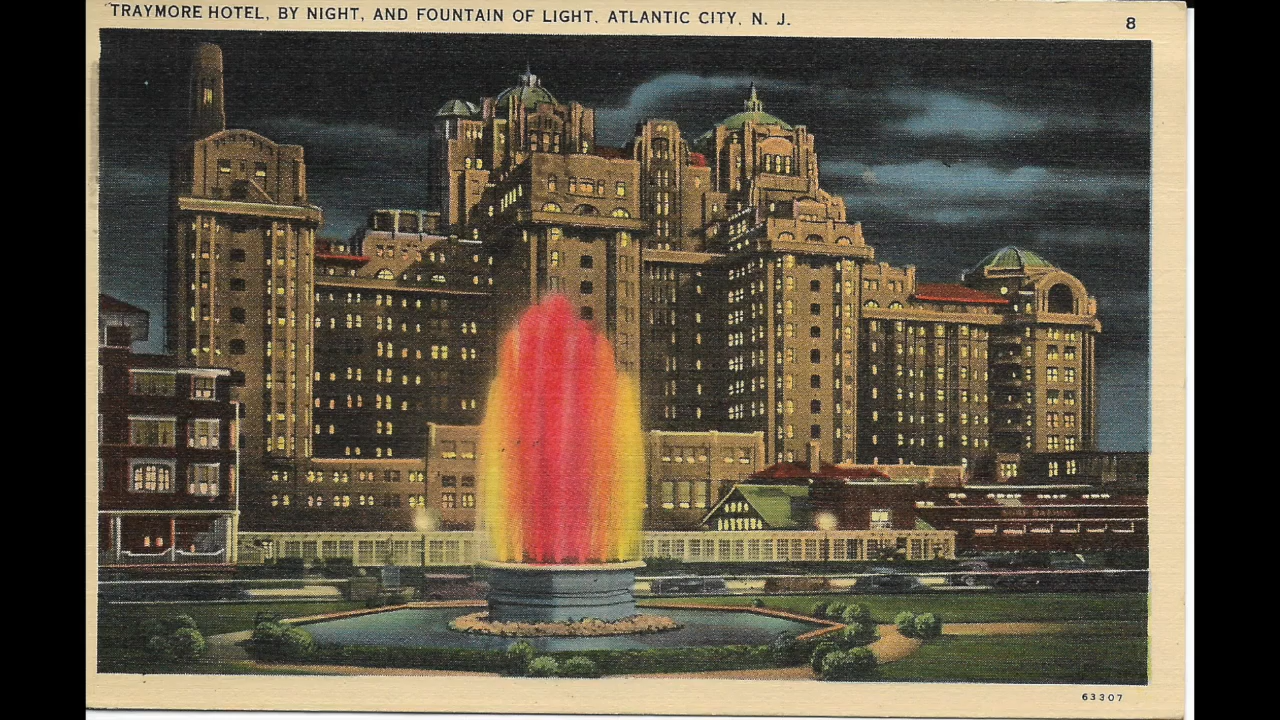 TRAYMORE HOTEL, BY NIGHT, AND FOUNTAIN OF LIGHT. ATLANTIC CITY, N. J.
8
63307